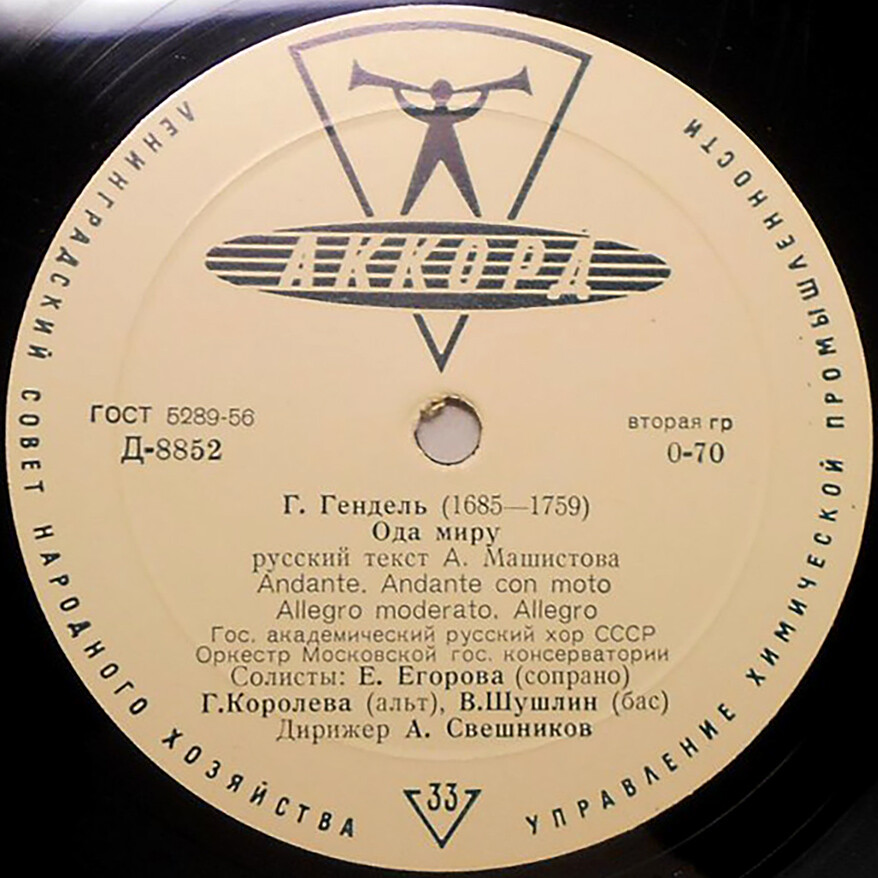 АККОРД
ЛЕНИНГРАДСКИЙ СОВЕТ НАРОДНОГО ХОЗЯЙСТВА
УПРАВЛЕНИЕ ХИМИЧЕСКОЙ ПРОМЫШЛЕННОСТИ
ГОСТ 5289-56
Д-8852
вторая гр
0-70
Г. Гендель (1685—1759)
Ода миру
русский текст А. Машистова
Andante. Andante con moto
Allegro moderato. Allegro
Гос. академический русский хор СССР
Оркестр Московской гос. консерватории
Солисты: Е. Егорова (сопрано)
Г.Королева (альт), В.Шушлин (бас)
Дирижер А. Свешников
33